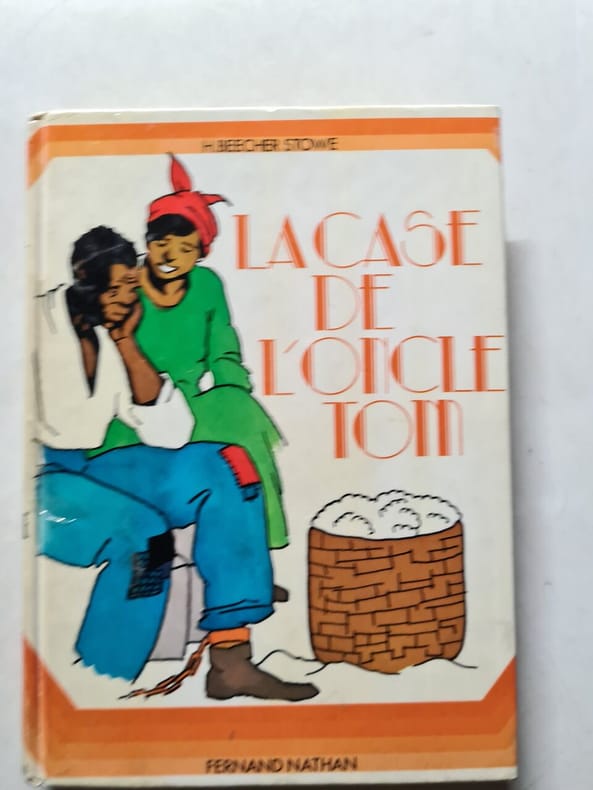 H. BEECHER STOWE
LA CASE
DE
L'ONCLE
TOM
FERNAND NATHAN